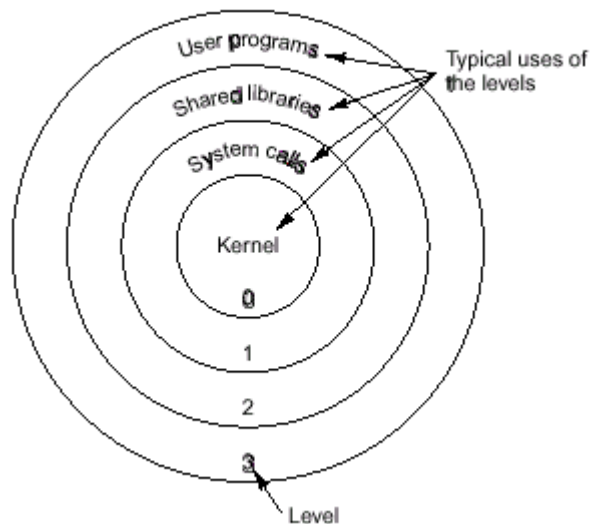 User programs
Shared libraries
System calls
Kernel
0
1
2
3
Typical uses of
the levels
Level